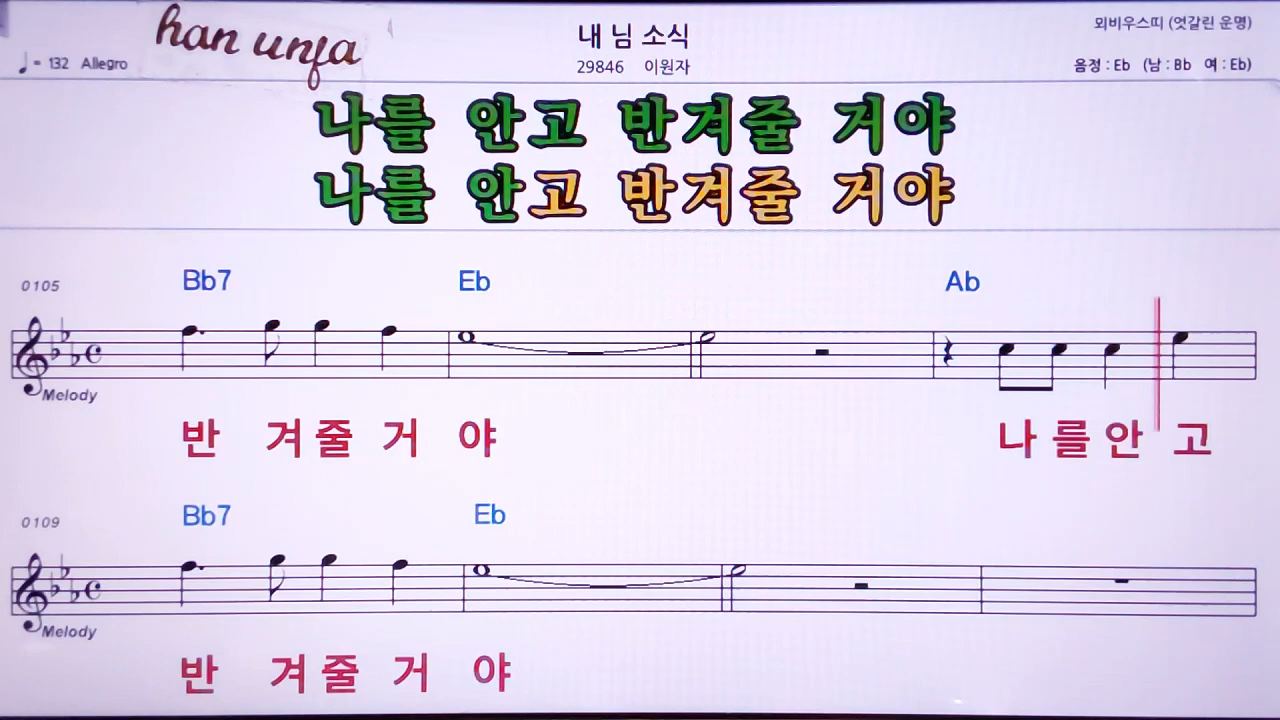 han unfa
내 님 소식
뫼비우스띠 (엇갈린 운명)
♩= 132 Allegro
29846 이원자
음정 : Eb (남 : Bb 여 : Eb)
나를 안고 반겨줄 거야
나를 안고 반겨줄 거야
0105 Bb7 Eb Ab
Melody
반 겨 줄 거 야 나 를 안 고
0109 Bb7 Eb
Melody
반 겨 줄 거 야